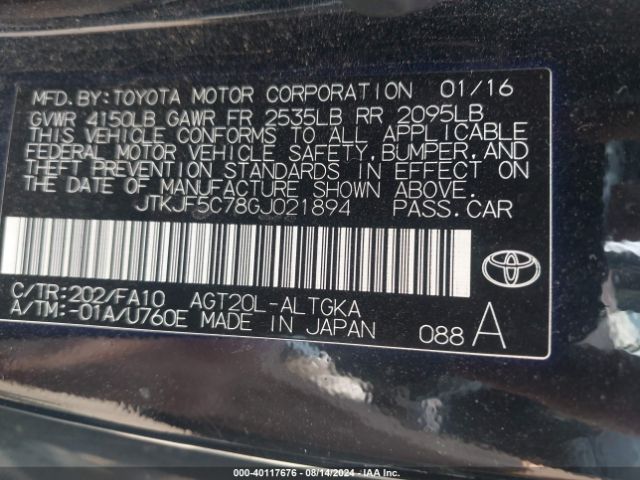 MFD. BY: TOYOTA MOTOR CORPORATION 01/16
GVWR 4150LB GAWR FR 2535LB RR 2095LB
THIS VEHICLE CONFORMS TO ALL APPLICABLE
FEDERAL MOTOR VEHICLE SAFETY, BUMPER, AND
THEFT PREVENTION STANDARDS IN EFFECT ON
THE DATE OF MANUFACTURE SHOWN ABOVE.
JTKJF5C78GJ021894 PASS. CAR
C/TR: 202/FA10 AGT20L-ALTGKA
A/TM: -01A/U760E MADE IN JAPAN 088 A
TOYOTA
000-40117676 - 08/14/2024 - IAA Inc.